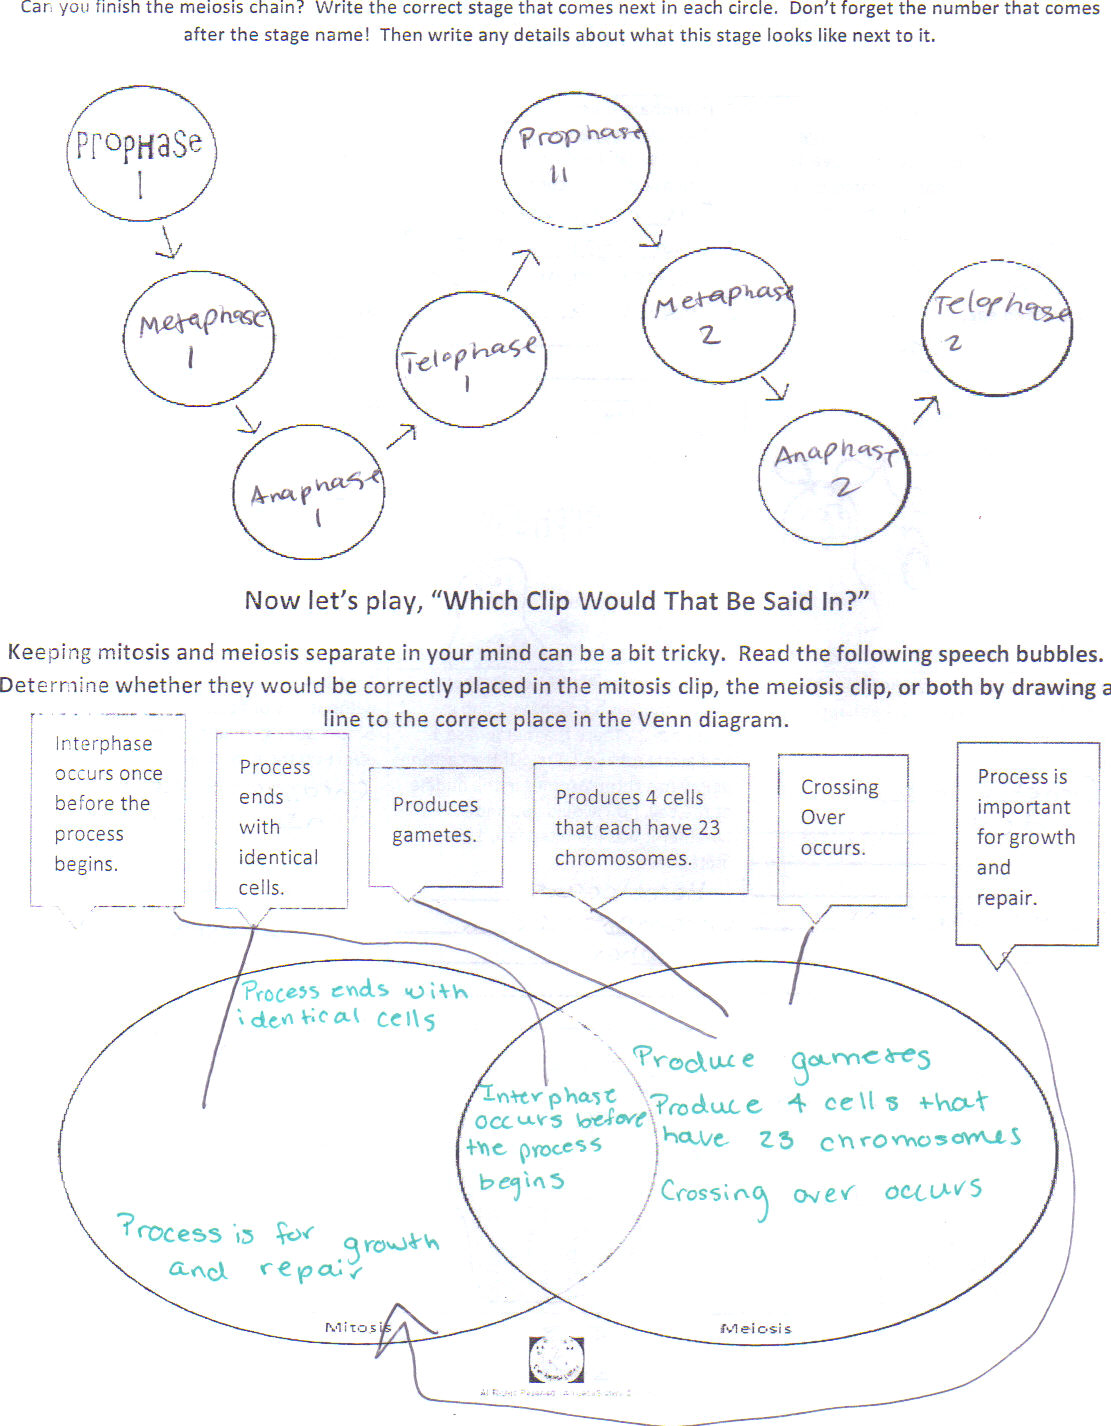 Can you finish the meiosis chain? Write the correct stage that comes next in each circle. Don't forget the number that comes
after the stage name! Then write any details about what this stage looks like next to it.
PropHase
1
Metaphase
1
Anaphase
1
Telophase
1
Prophase
11
Metaphase
2
Anaphase
2
Telophase
2
Now let's play, “Which Clip Would That Be Said In?”
Keeping mitosis and meiosis separate in your mind can be a bit tricky. Read the following speech bubbles.
Determine whether they would be correctly placed in the mitosis clip, the meiosis clip, or both by drawing a
line to the correct place in the Venn diagram.
Interphase
occurs once
before the
process
begins.
Process
ends
with
identical
cells.
Produces
gametes.
Produces 4 cells
that each have 23
chromosomes.
Crossing
Over
occurs.
Process is
important
for growth
and
repair.
Process ends with
identical cells
Process is for growth
and repair
Interphase
occurs before
the process
begins
Produce gametes
Produce 4 cells that
have 23 chromosomes
Crossing over occurs
Mitosis
Meiosis
All Rights Reserved